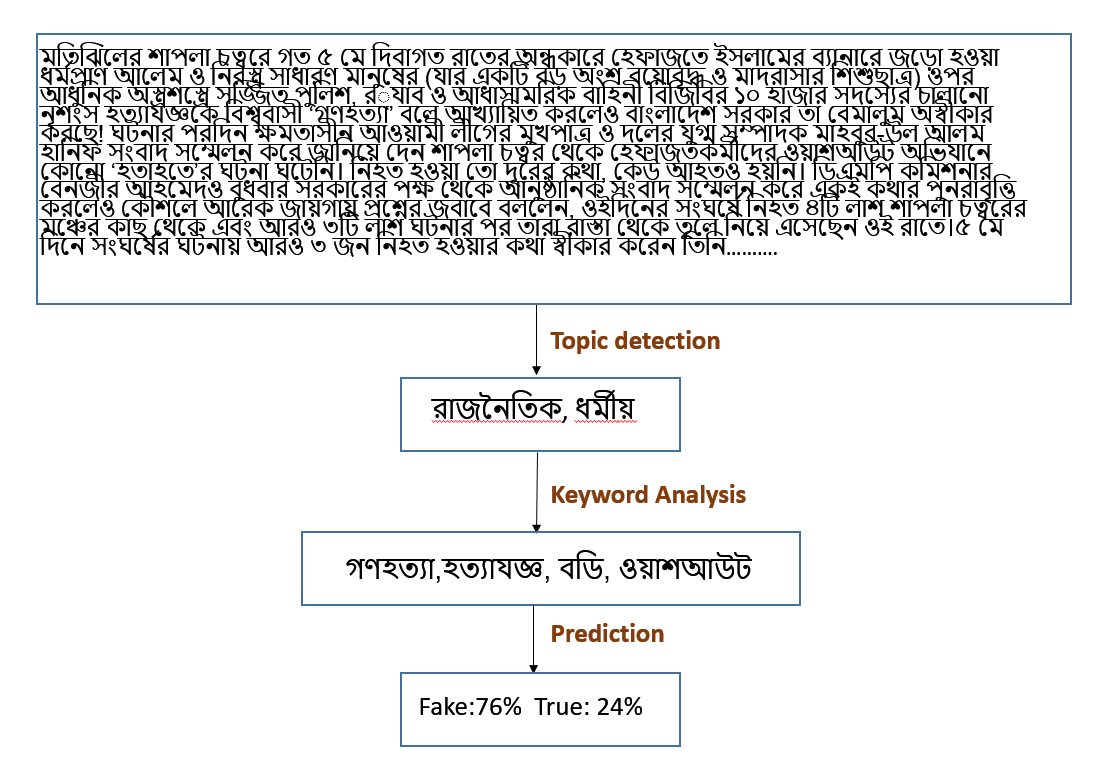 মতিঝিলের শাপলা চত্বরে গত ৫ মে দিবাগত রাতের অন্ধকারে হেফাজতে ইসলামের ব্যানারে জড়ো হওয়া
ধর্মপ্রাণ আলেম ও নিরস্ত্র সাধারণ মানুষের (যার একটি বড় অংশ বয়োবৃদ্ধ ও মাদরাসার শিশুছাত্র) ওপর
আধুনিক অস্ত্রশস্ত্রে সজ্জিত পুলিশ, র‌্যাব ও আধাসামরিক বাহিনী বিজিবির ১০ হাজার সদস্যের চালানো
নৃশংস হত্যাযজ্ঞকে বিশ্ববাসী ‘গণহত্যা’ বলে আখ্যায়িত করলেও বাংলাদেশ সরকার তা বেমালুম অস্বীকার
করছে! ঘটনার পরদিন ক্ষমতাসীন আওয়ামী লীগের মুখপাত্র ও দলের যুগ্ম সম্পাদক মাহবুব-উল আলম
হানিফ সংবাদ সম্মেলন করে জানিয়ে দেন শাপলা চত্বর থেকে হেফাজতকর্মীদের ওয়াশআউট অভিযানে
কোনো ‘হতাহতে’র ঘটনা ঘটেনি। নিহত হওয়া তো দূরের কথা, কেউ আহতও হয়নি। ডিএমপি কমিশনার
বেনজীর আহমেদও বুধবার সরকারের পক্ষ থেকে আনুষ্ঠানিক সংবাদ সম্মেলন করে একই কথার পুনরাবৃত্তি
করলেও কৌশলে আরেক জায়গায় প্রশ্নের জবাবে বললেন, ওইদিনের সংঘর্ষে নিহত ৪টি লাশ শাপলা চত্বরের
মঞ্চের কাছ থেকে এবং আরও ৩টি লাশ ঘটনার পর তারা রাস্তা থেকে তুলে নিয়ে এসেছেন ওই রাতে।৫ মে
দিনে সংঘর্ষের ঘটনায় আরও ৩ জন নিহত হওয়ার কথা স্বীকার করেন তিনি..........
Topic detection
রাজনৈতিক, ধর্মীয়
Keyword Analysis
গণহত্যা,হত্যাযজ্ঞ, বডি, ওয়াশআউট
Prediction
Fake:76% True: 24%